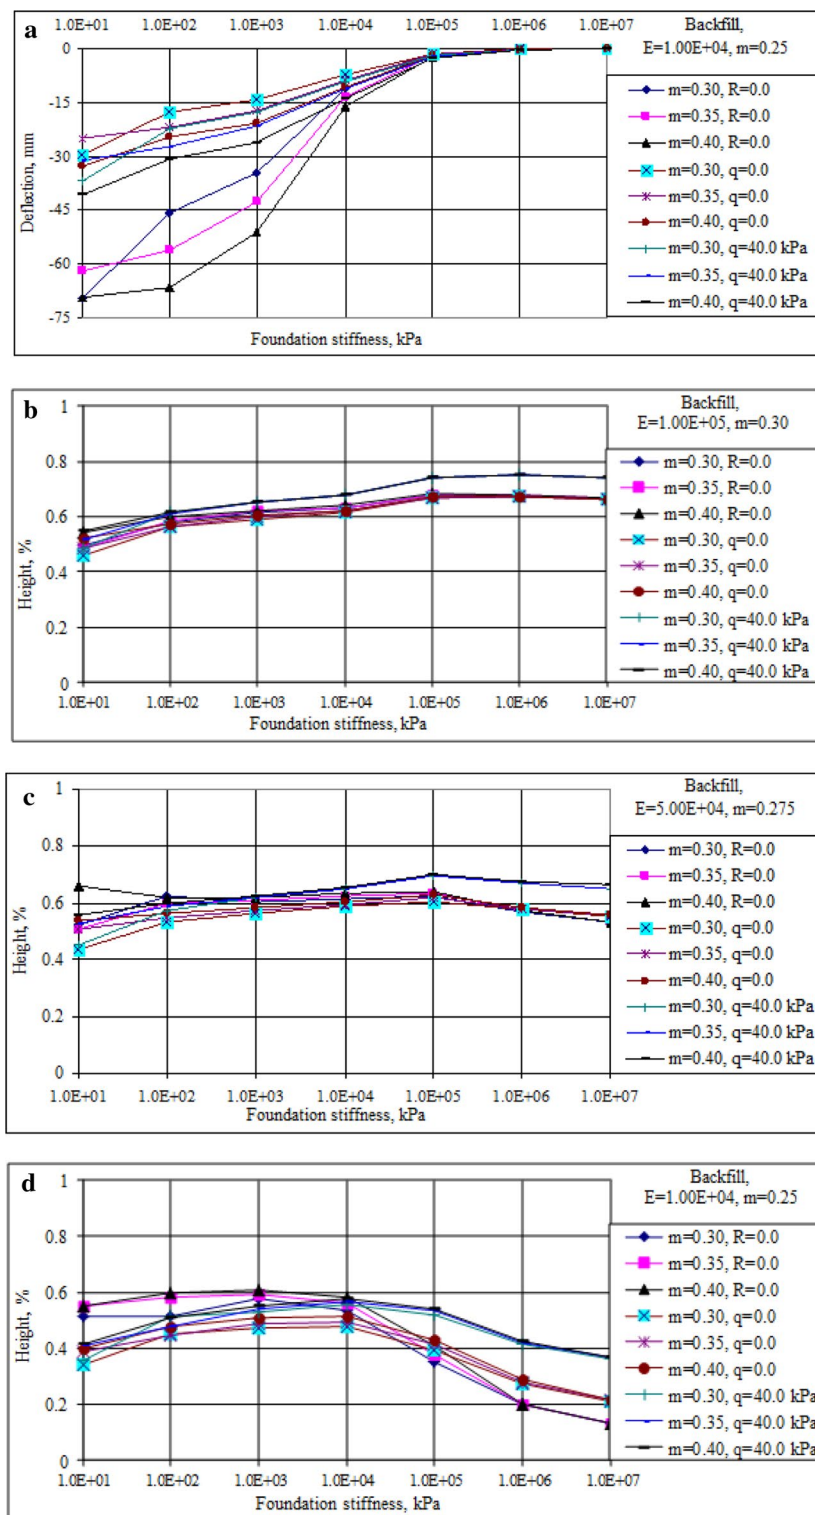 a
1.0E+01 1.0E+02 1.0E+03 1.0E+04 1.0E+05 1.0E+06 1.0E+07
Backfill,
E=1.00E+04, m=0.25
0
-15
-30
-45
-60
-75
Deflection, mm
Foundation stiffness, kPa
m=0.30, R=0.0
m=0.35, R=0.0
m=0.40, R=0.0
m=0.30, q=0.0
m=0.35, q=0.0
m=0.40, q=0.0
m=0.30, q=40.0 kPa
m=0.35, q=40.0 kPa
m=0.40, q=40.0 kPa
b
Backfill,
E=1.00E+05, m=0.30
1
0.8
0.6
0.4
0.2
0
Height, %
1.0E+01 1.0E+02 1.0E+03 1.0E+04 1.0E+05 1.0E+06 1.0E+07
Foundation stiffness, kPa
m=0.30, R=0.0
m=0.35, R=0.0
m=0.40, R=0.0
m=0.30, q=0.0
m=0.35, q=0.0
m=0.40, q=0.0
m=0.30, q=40.0 kPa
m=0.35, q=40.0 kPa
m=0.40, q=40.0 kPa
c
Backfill,
E=5.00E+04, m=0.275
1
0.8
0.6
0.4
0.2
0
Height, %
1.0E+01 1.0E+02 1.0E+03 1.0E+04 1.0E+05 1.0E+06 1.0E+07
Foundation stiffness, kPa
m=0.30, R=0.0
m=0.35, R=0.0
m=0.40, R=0.0
m=0.30, q=0.0
m=0.35, q=0.0
m=0.40, q=0.0
m=0.30, q=40.0 kPa
m=0.35, q=40.0 kPa
m=0.40, q=40.0 kPa
d
Backfill,
E=1.00E+04, m=0.25
1
0.8
0.6
0.4
0.2
0
Height, %
1.0E+01 1.0E+02 1.0E+03 1.0E+04 1.0E+05 1.0E+06 1.0E+07
Foundation stiffness, kPa
m=0.30, R=0.0
m=0.35, R=0.0
m=0.40, R=0.0
m=0.30, q=0.0
m=0.35, q=0.0
m=0.40, q=0.0
m=0.30, q=40.0 kPa
m=0.35, q=40.0 kPa
m=0.40, q=40.0 kPa